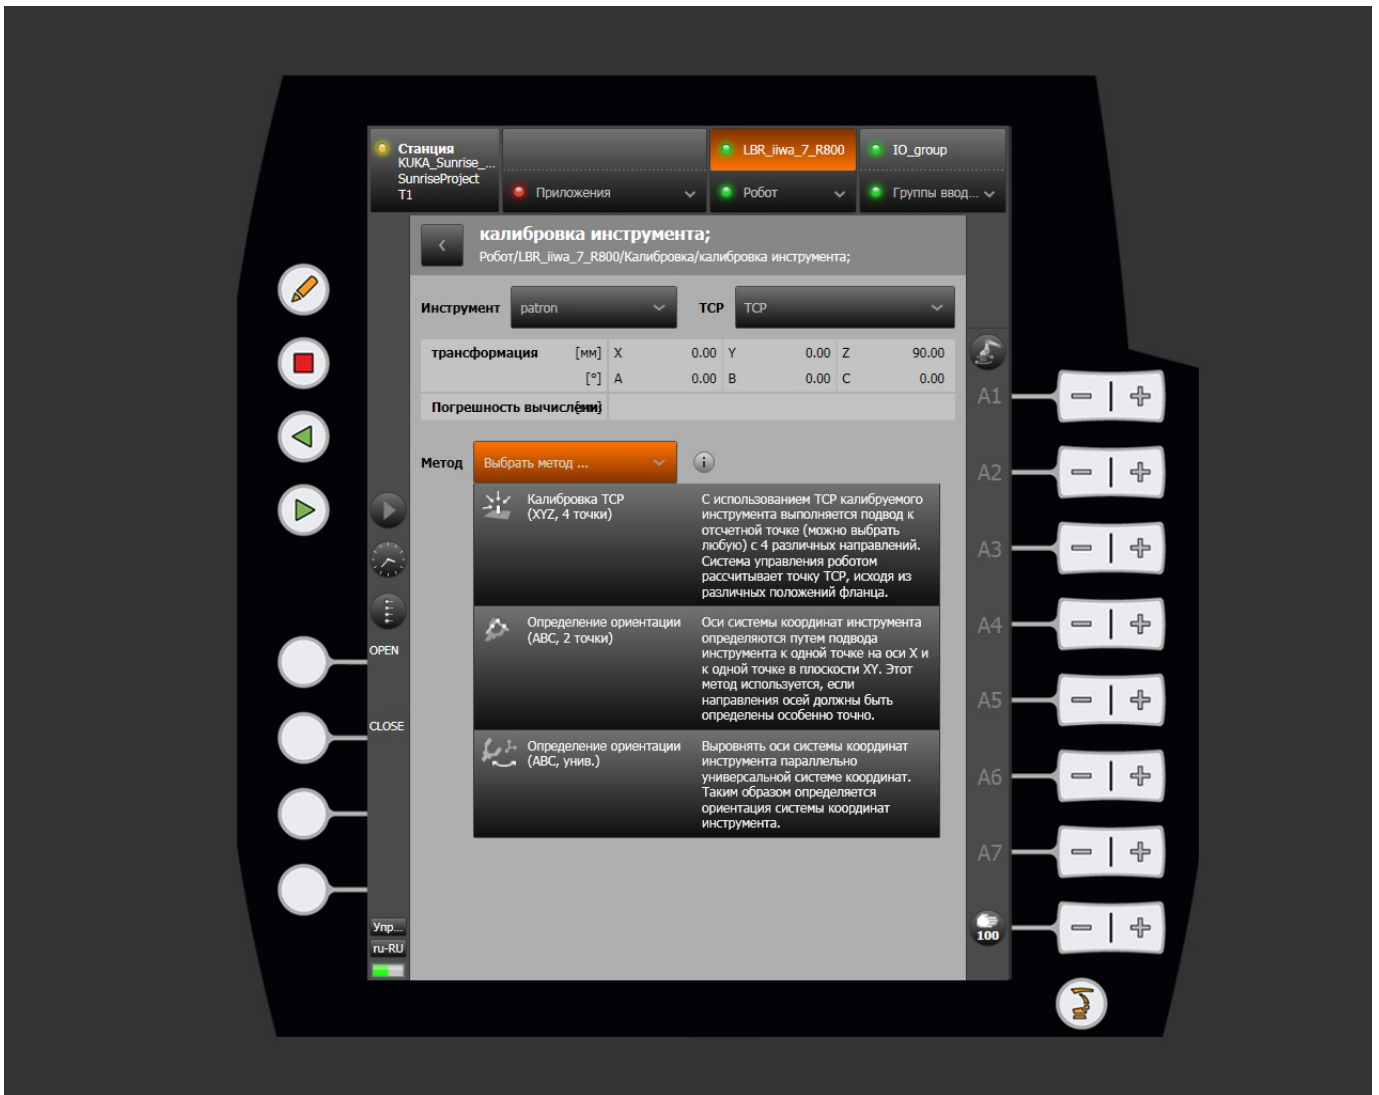 Станция
KUKA_Sunrise_...
SunriseProject
T1
Приложения
LBR_iiwa_7_R800
Робот
IO_group
Группы ввод...
калибровка инструмента;
Робот/LBR_iiwa_7_R800/Калибровка/калибровка инструмента;
Инструмент patron TCP TCP
трансформация [мм] X 0.00 Y 0.00 Z 90.00
[°] A 0.00 B 0.00 C 0.00
Погрешность вычислени
Метод Выбрать метод ... i
Калибровка TCP
(XYZ, 4 точки)
С использованием TCP калибруемого
инструмента выполняется подвод к
отсчетной точке (можно выбрать
любую) с 4 различных направлений.
Система управления роботом
рассчитывает точку TCP, исходя из
различных положений фланца.
Определение ориентации
(ABC, 2 точки)
Оси системы координат инструмента
определяются путем подвода
инструмента к одной точке на оси X и
к одной точке в плоскости XY. Этот
метод используется, если
направления осей должны быть
определены особенно точно.
Определение ориентации
(ABC, унив.)
Выровнять оси системы координат
инструмента параллельно
универсальной системе координат.
Таким образом определяется
ориентация системы координат
инструмента.
OPEN
CLOSE
Упр...
ru-RU
A1
A2
A3
A4
A5
A6
A7
100